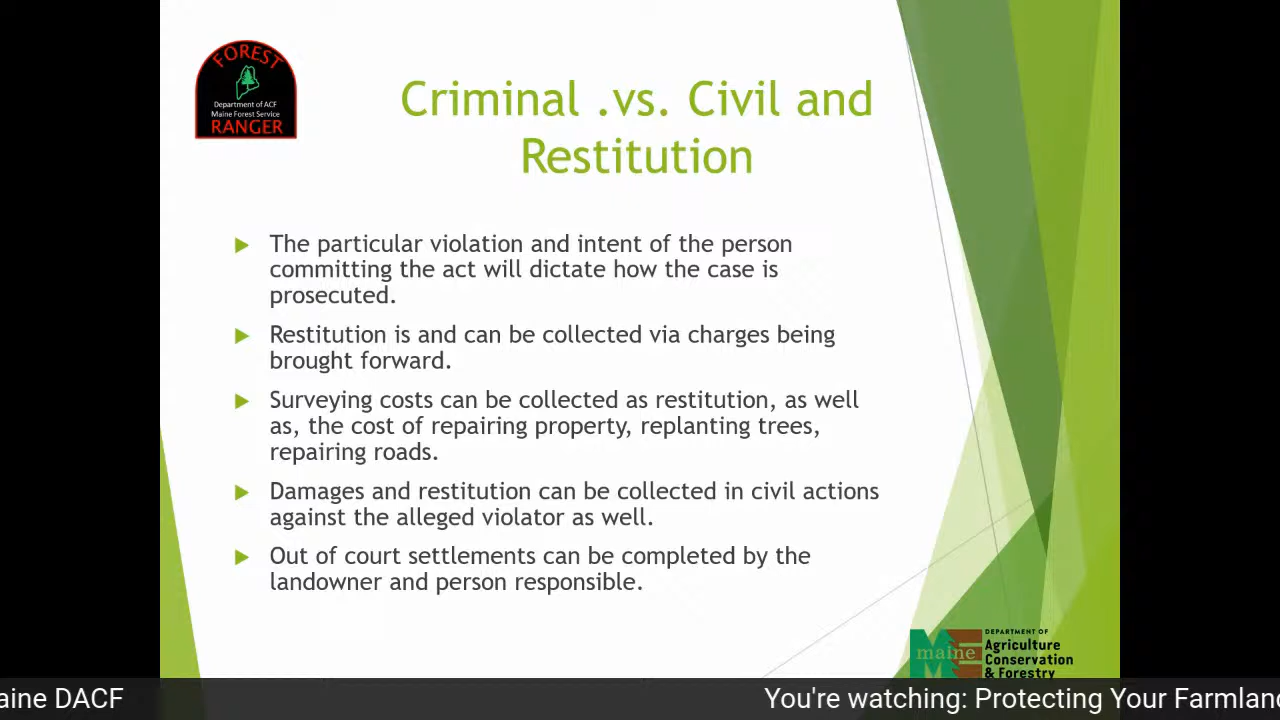 FOREST
Department of ACF
Maine Forest Service
RANGER
Criminal .vs. Civil and
Restitution
The particular violation and intent of the person
committing the act will dictate how the case is
prosecuted.
Restitution is and can be collected via charges being
brought forward.
Surveying costs can be collected as restitution, as well
as, the cost of repairing property, replanting trees,
repairing roads.
Damages and restitution can be collected in civil actions
against the alleged violator as well.
Out of court settlements can be completed by the
landowner and person responsible.
maine
DEPARTMENT OF
Agriculture
Conservation
& Forestry
aine DACF
You're watching: Protecting Your Farmland